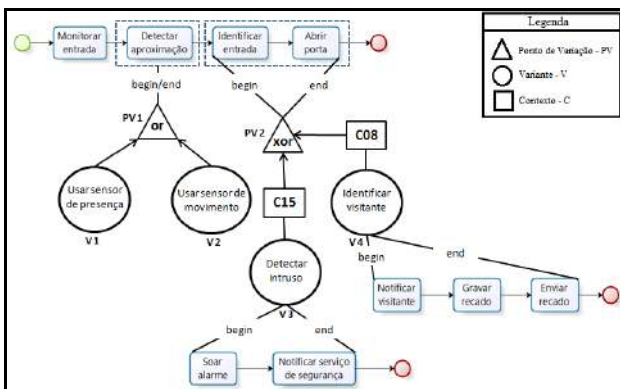 Monitorar
entrada
Detectar
aproximação
Identificar
entrada
Abrir
porta
Legenda
Ponto de Variação - PV
Variante - V
Contexto - C
begin/end
begin
end
PV1
or
PV2
xor
C08
Usar sensor
de presença
V1
Usar sensor de
movimento
V2
C15
Identificar
visitante
V4
Detectar
intruso
V3
begin
end
Notificar
visitante
Gravar
recado
Enviar
recado
begin
end
Soar
alarme
Notificar serviço
de segurança